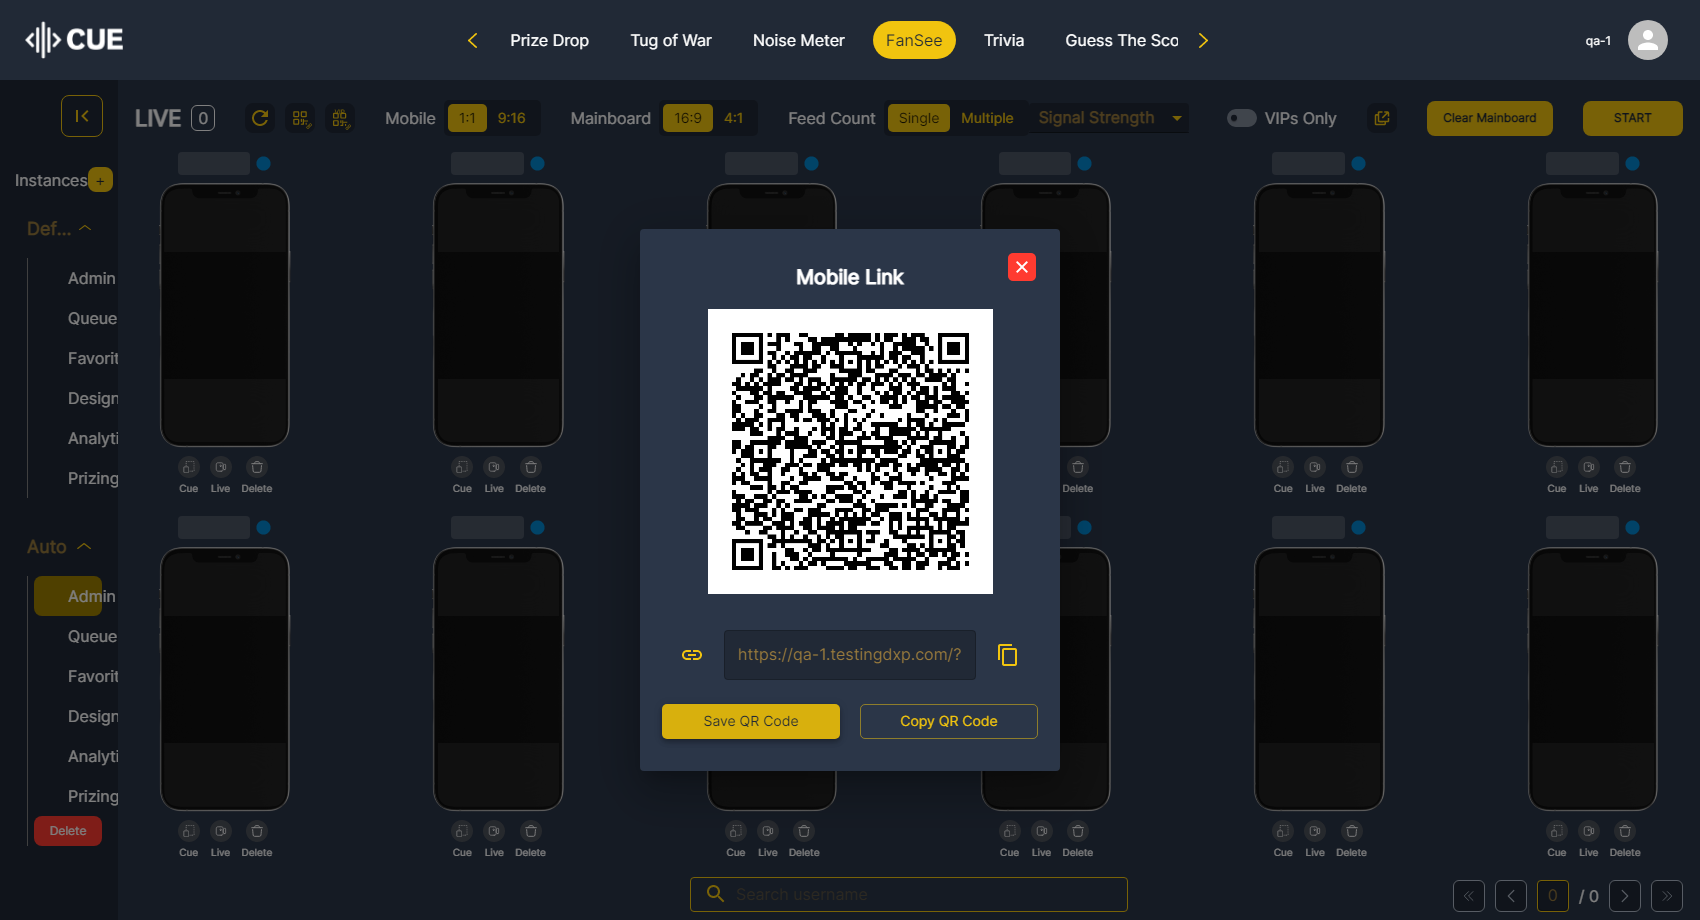 CUE
Prize Drop
Tug of War
Noise Meter
FanSee
Trivia
Guess The Sco
qa-1
LIVE 0
Mobile 1:1 9:16
Mainboard 16:9 4:1
Feed Count Single Multiple
Signal Strength
VIPs Only
Clear Mainboard
START
Instances +
Def...
Admin
Queue
Favorit
Design
Analyti
Prizing
Auto
Admin
Queue
Favorit
Design
Analyti
Prizing
Delete
Mobile Link
https://qa-1.testingdxp.com/?
Save QR Code
Copy QR Code
Cue Live Delete
Cue Live Delete
Delete
Cue Live Delete
Cue Live Delete
Cue Live Delete
Cue Live Delete
Cue Live Delete
Cue Live Delete
Cue Live Delete
Cue Live Delete
Search username
0 / 0